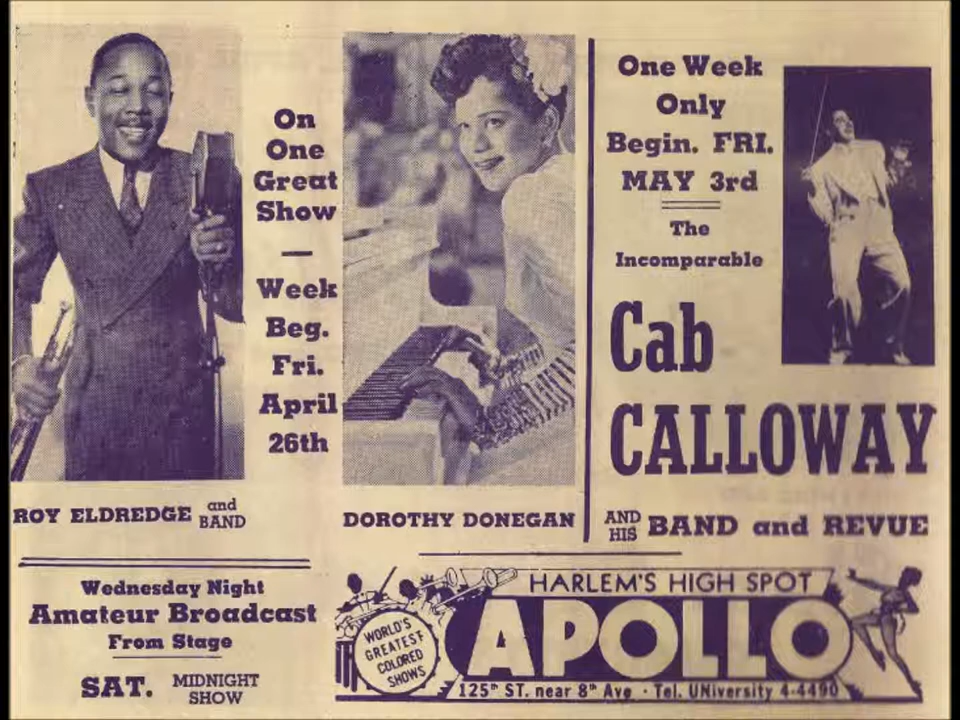 On
One
Great
Show
—
Week
Beg.
Fri.
April
26th
ROY ELDREDGE and BAND
DOROTHY DONEGAN
One Week
Only
Begin. FRI.
MAY 3rd
The
Incomparable
Cab
CALLOWAY
AND HIS BAND and REVUE
Wednesday Night
Amateur Broadcast
From Stage
SAT. MIDNIGHT SHOW
WORLD'S
GREATEST
COLORED
SHOWS
HARLEM'S HIGH SPOT
APOLLO
125th ST. near 8th Ave. · Tel. UNiversity 4-4490